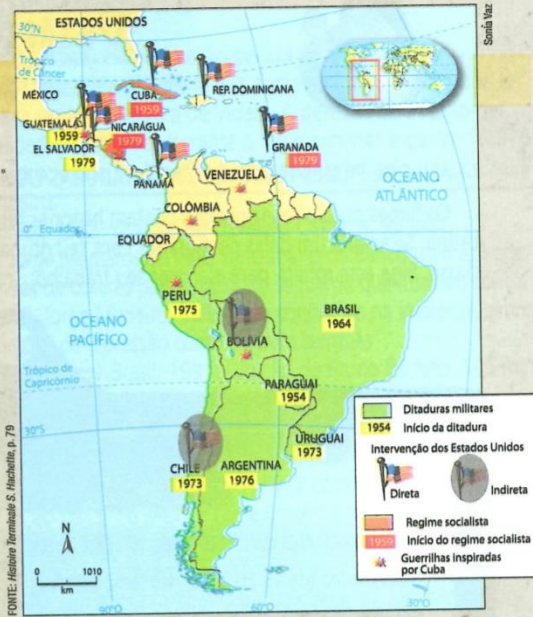 ESTADOS UNIDOS
30°N
Trópico
de Câncer
MÉXICO
CUBA
1959
REP. DOMINICANA
GUATEMALA
1959
NICARÁGUA
1979
EL SALVADOR
1979
GRANADA
1979
PANAMÁ
VENEZUELA
COLÔMBIA
OCEANO
ATLÂNTICO
0° Equador
EQUADOR
PERU
1975
BRASIL
1964
OCEANO
PACÍFICO
BOLÍVIA
Trópico de
Capricórnio
PARAGUAI
1954
30°S
CHILE
1973
ARGENTINA
1976
URUGUAI
1973
N
0 1010
km
90°O
60°O
30°O
Ditaduras militares
1954 Início da ditadura
Intervenção dos Estados Unidos
Direta
Indireta
Regime socialista
1959 Início do regime socialista
Guerrilhas inspiradas
por Cuba
FONTE: Histoire Terminale S. Hachette, p. 79
Sonia Vaz